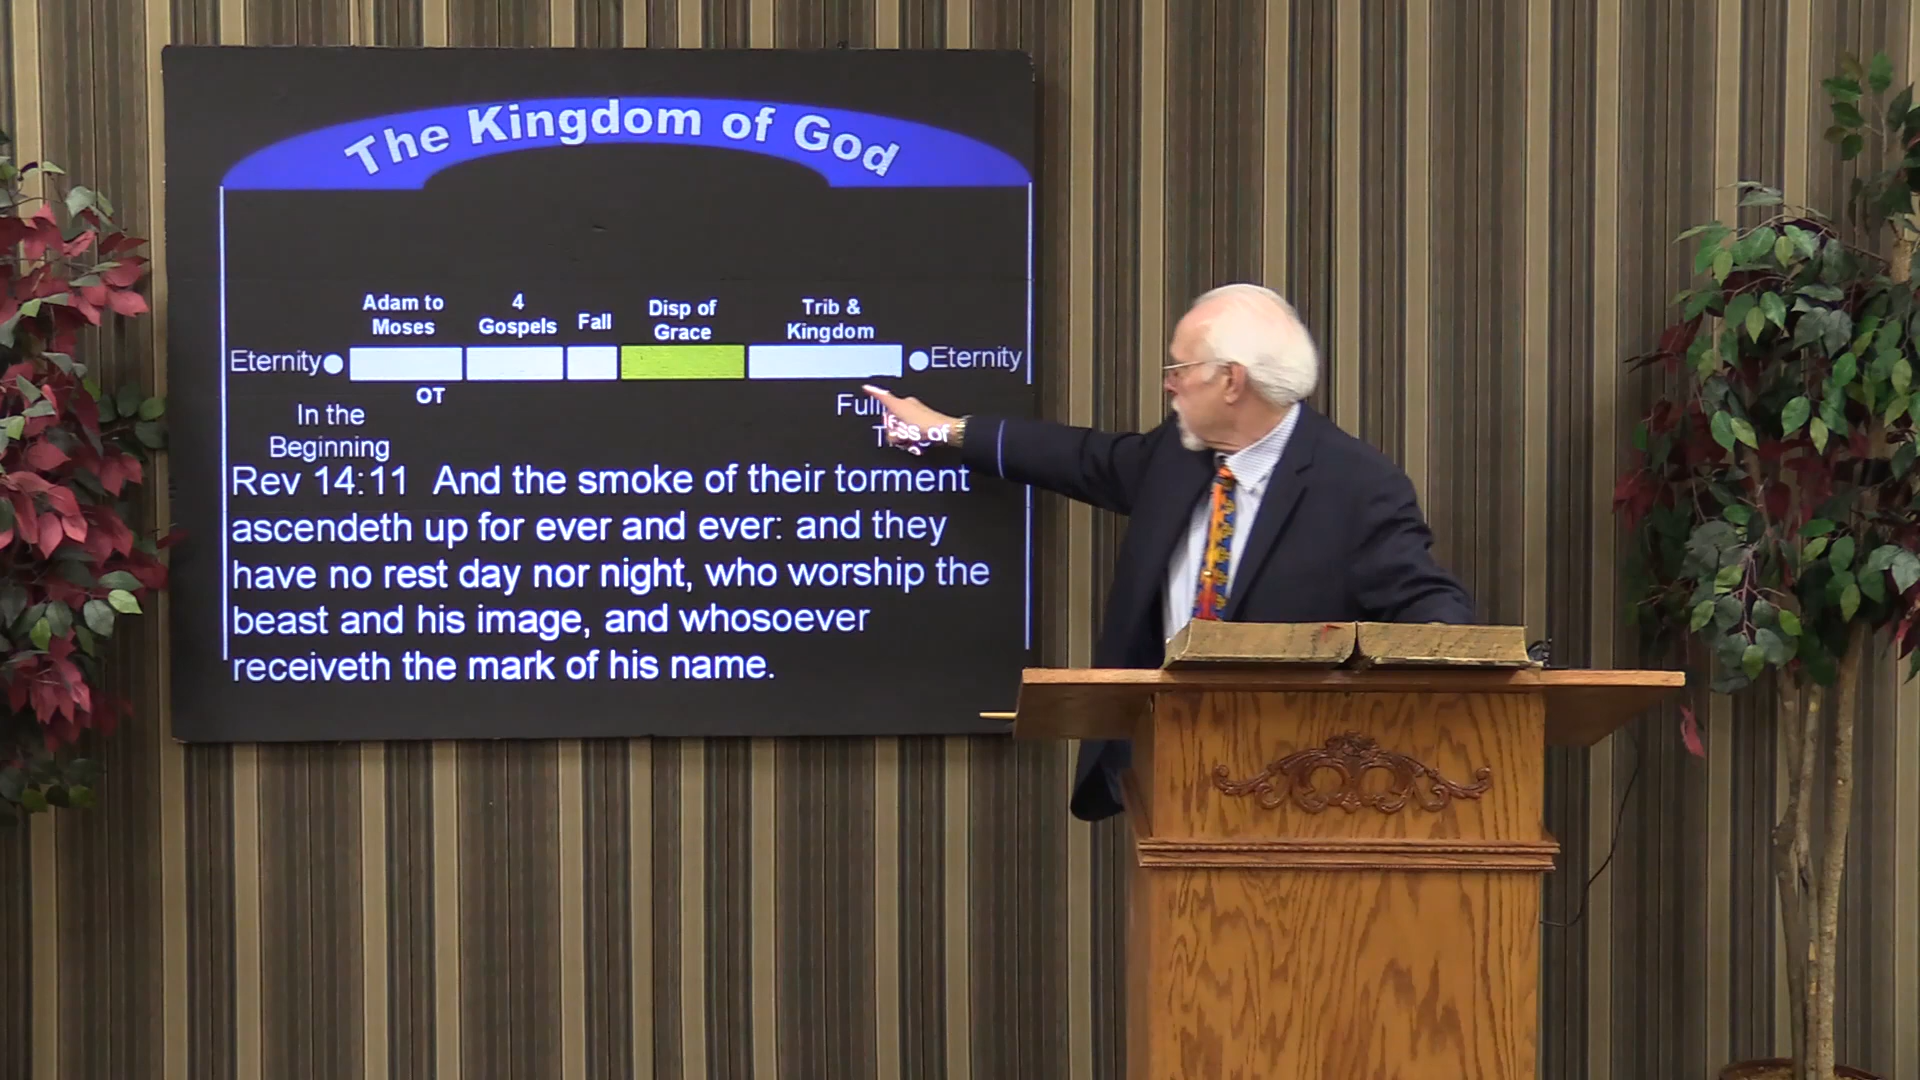 The Kingdom of God
Adam to
Moses
4
Gospels
Fall
Disp of
Grace
Trib &
Kingdom
Eternity
Eternity
OT
In the
Beginning
ess of
Rev 14:11 And the smoke of their torment
ascendeth up for ever and ever: and they
have no rest day nor night, who worship the
beast and his image, and whosoever
receiveth the mark of his name.